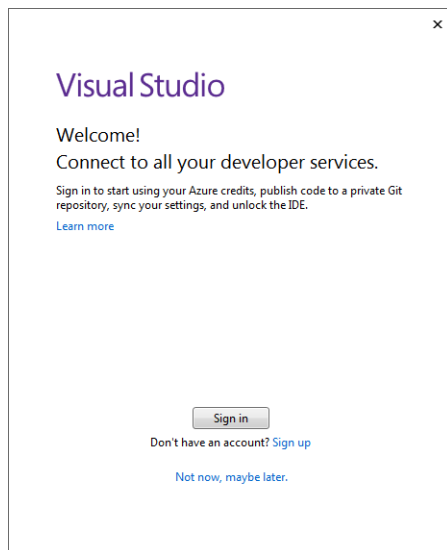 Visual Studio
Welcome!
Connect to all your developer services.
Sign in to start using your Azure credits, publish code to a private Git
repository, sync your settings, and unlock the IDE.
Learn more
Sign in
Don't have an account? Sign up
Not now, maybe later.